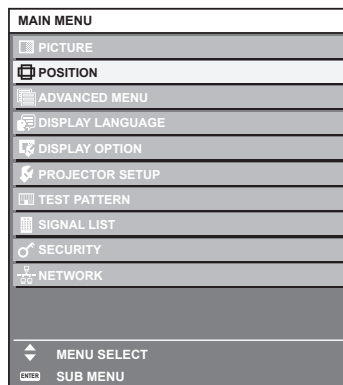 MAIN MENU
PICTURE
POSITION
ADVANCED MENU
DISPLAY LANGUAGE
DISPLAY OPTION
PROJECTOR SETUP
TEST PATTERN
SIGNAL LIST
SECURITY
NETWORK
MENU SELECT
ENTER SUB MENU